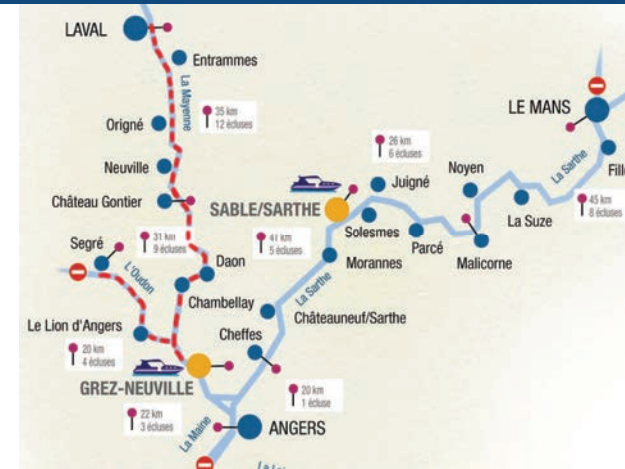 LAVAL
Entrammes
La Mayenne
35 km
12 écluses
Origné
Neuville
Château Gontier
31 km
9 écluses
Segré
L'Oudon
Daon
Chambellay
Le Lion d'Angers
20 km
4 écluses
GREZ-NEUVILLE
22 km
3 écluses
La Maine
ANGERS
20 km
1 écluse
Cheffes
Châteauneuf/Sarthe
La Sarthe
Morannes
41 km
5 écluses
SABLE/SARTHE
Solesmes
Juigné
26 km
6 écluses
Parcé
Malicorne
Noyen
La Suze
La Sarthe
LE MANS
Fill
45 km
8 écluses